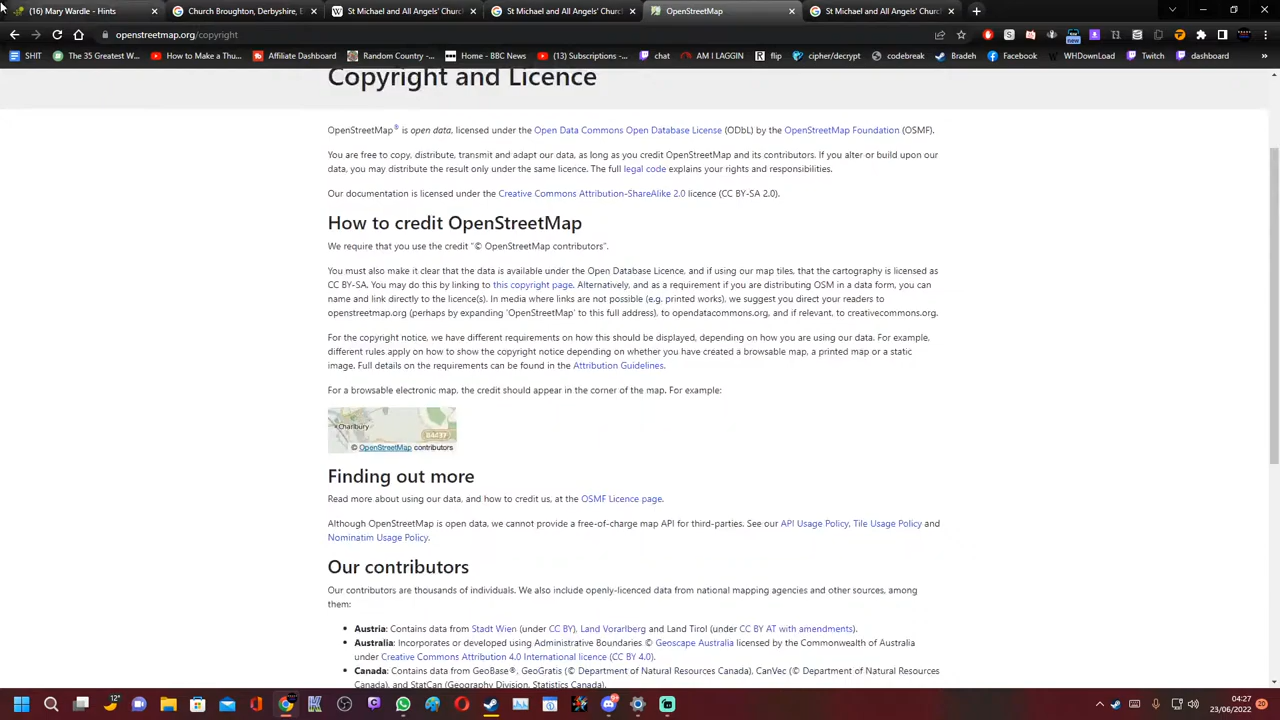 (16) Mary Wardle - Hints
Church Broughton, Derbyshire, E
St Michael and All Angels' Churc
St Michael and All Angels' Churc
OpenStreetMap
St Michael and All Angels' Churc
openstreetmap.org/copyright
SHIT
The 35 Greatest W...
How to Make a Thu...
Affiliate Dashboard
Random Country -...
Home - BBC News
(13) Subscriptions -...
chat
AM I LAGGIN
flip
cipher/decrypt
codebreak
Bradeh
Facebook
WHDownLoad
Twitch
dashboard
Copyright and Licence
OpenStreetMap® is open data, licensed under the Open Data Commons Open Database License (ODbL) by the OpenStreetMap Foundation (OSMF).
You are free to copy, distribute, transmit and adapt our data, as long as you credit OpenStreetMap and its contributors. If you alter or build upon our
data, you may distribute the result only under the same licence. The full legal code explains your rights and responsibilities.
Our documentation is licensed under the Creative Commons Attribution-ShareAlike 2.0 licence (CC BY-SA 2.0).
How to credit OpenStreetMap
We require that you use the credit "© OpenStreetMap contributors".
You must also make it clear that the data is available under the Open Database Licence, and if using our map tiles, that the cartography is licensed as
CC BY-SA. You may do this by linking to this copyright page. Alternatively, and as a requirement if you are distributing OSM in a data form, you can
name and link directly to the licence(s). In media where links are not possible (e.g. printed works), we suggest you direct your readers to
openstreetmap.org (perhaps by expanding 'OpenStreetMap' to this full address), to opendatacommons.org, and if relevant, to creativecommons.org.
For the copyright notice, we have different requirements on how this should be displayed, depending on how you are using our data. For example,
different rules apply on how to show the copyright notice depending on whether you have created a browsable map, a printed map or a static
image. Full details on the requirements can be found in the Attribution Guidelines.
For a browsable electronic map, the credit should appear in the corner of the map. For example:
Charlbury
B4437
© OpenStreetMap contributors
Finding out more
Read more about using our data, and how to credit us, at the OSMF Licence page.
Although OpenStreetMap is open data, we cannot provide a free-of-charge map API for third-parties. See our API Usage Policy, Tile Usage Policy and
Nominatim Usage Policy.
Our contributors
Our contributors are thousands of individuals. We also include openly-licenced data from national mapping agencies and other sources, among
them:
Austria: Contains data from Stadt Wien (under CC BY), Land Vorarlberg and Land Tirol (under CC BY AT with amendments).
Australia: Incorporates or developed using Administrative Boundaries © Geoscape Australia licensed by the Commonwealth of Australia
under Creative Commons Attribution 4.0 International licence (CC BY 4.0).
Canada: Contains data from GeoBase®, GeoGratis (© Department of Natural Resources Canada), CanVec (© Department of Natural Resources
Canada), and StatCan (Geography Division, Statistics Canada).
12°
04:27
23/06/2022